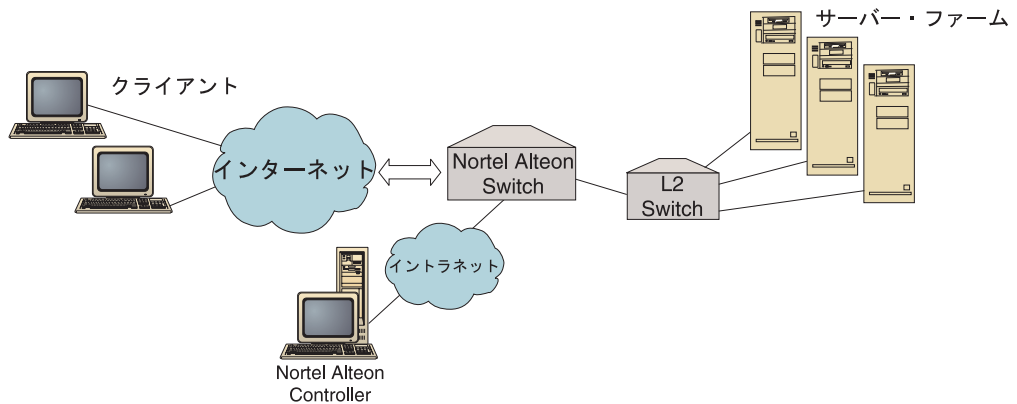 サーバー・ファーム
クライアント
インターネット
Nortel Alteon
Switch
L2
Switch
イントラネット
Nortel Alteon
Controller